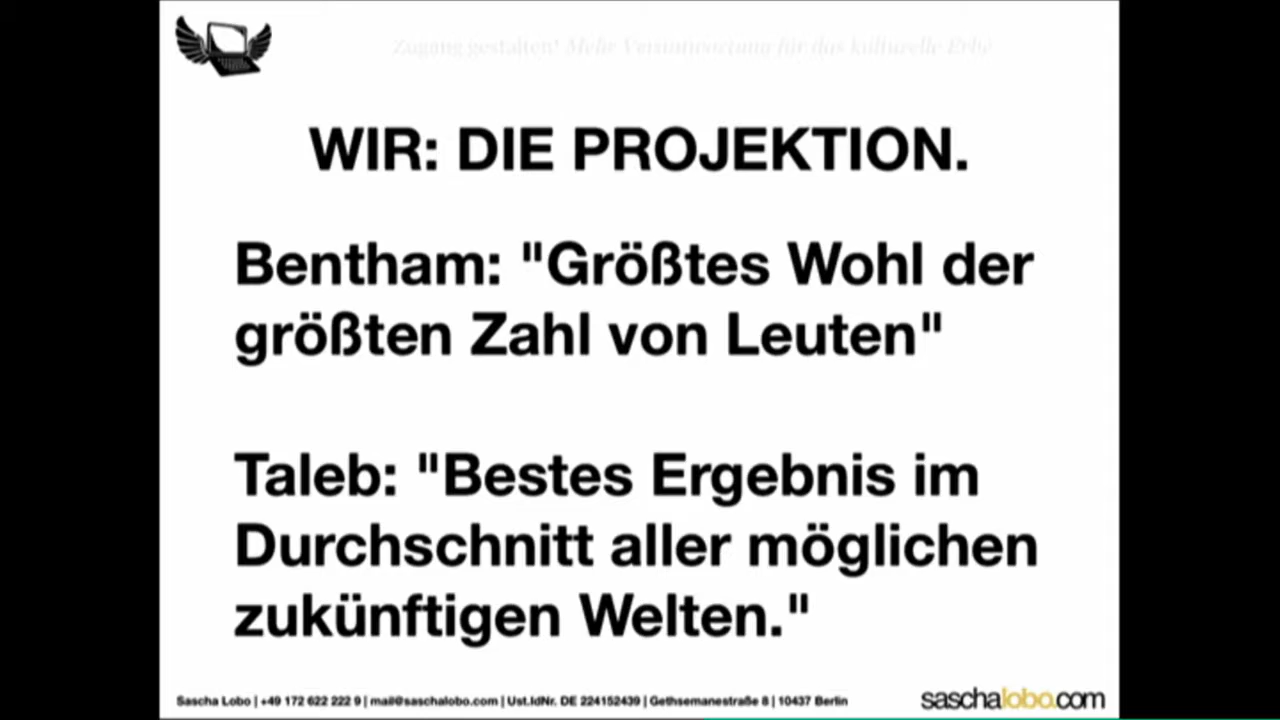 Zugang gestalten! Mehr Verantwortung für das kulturelle Erbe
WIR: DIE PROJEKTION.
Bentham: "Größtes Wohl der
größten Zahl von Leuten"
Taleb: "Bestes Ergebnis im
Durchschnitt aller möglichen
zukünftigen Welten."
Sascha Lobo | +49 172 622 222 9 | mail@saschalobo.com | Ust.IdNr. DE 224152439 | Gethsemanestraße 8 | 10437 Berlin
saschalobo.com